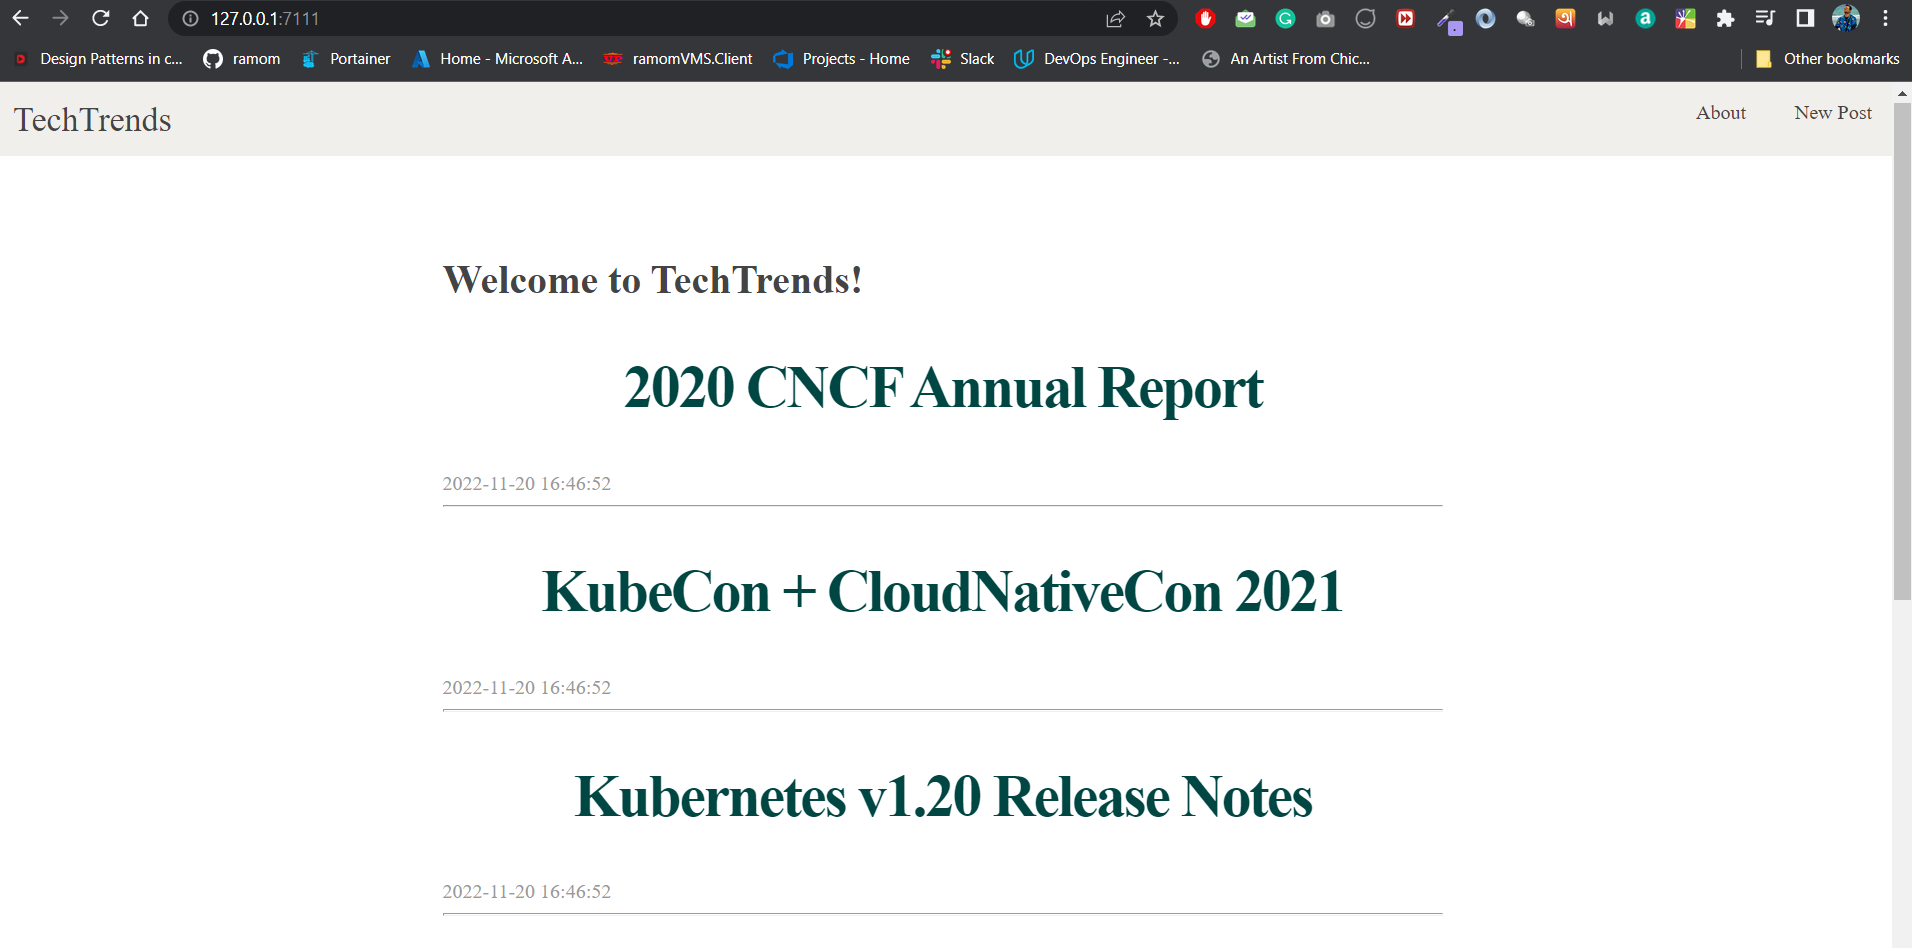 127.0.0.1:7111
Design Patterns in c... ramom Portainer Home - Microsoft A... ramomVMS.Client Projects - Home Slack DevOps Engineer -... An Artist From Chic... Other bookmarks
TechTrends About New Post
Welcome to TechTrends!
2020 CNCF Annual Report
2022-11-20 16:46:52
KubeCon + CloudNativeCon 2021
2022-11-20 16:46:52
Kubernetes v1.20 Release Notes
2022-11-20 16:46:52